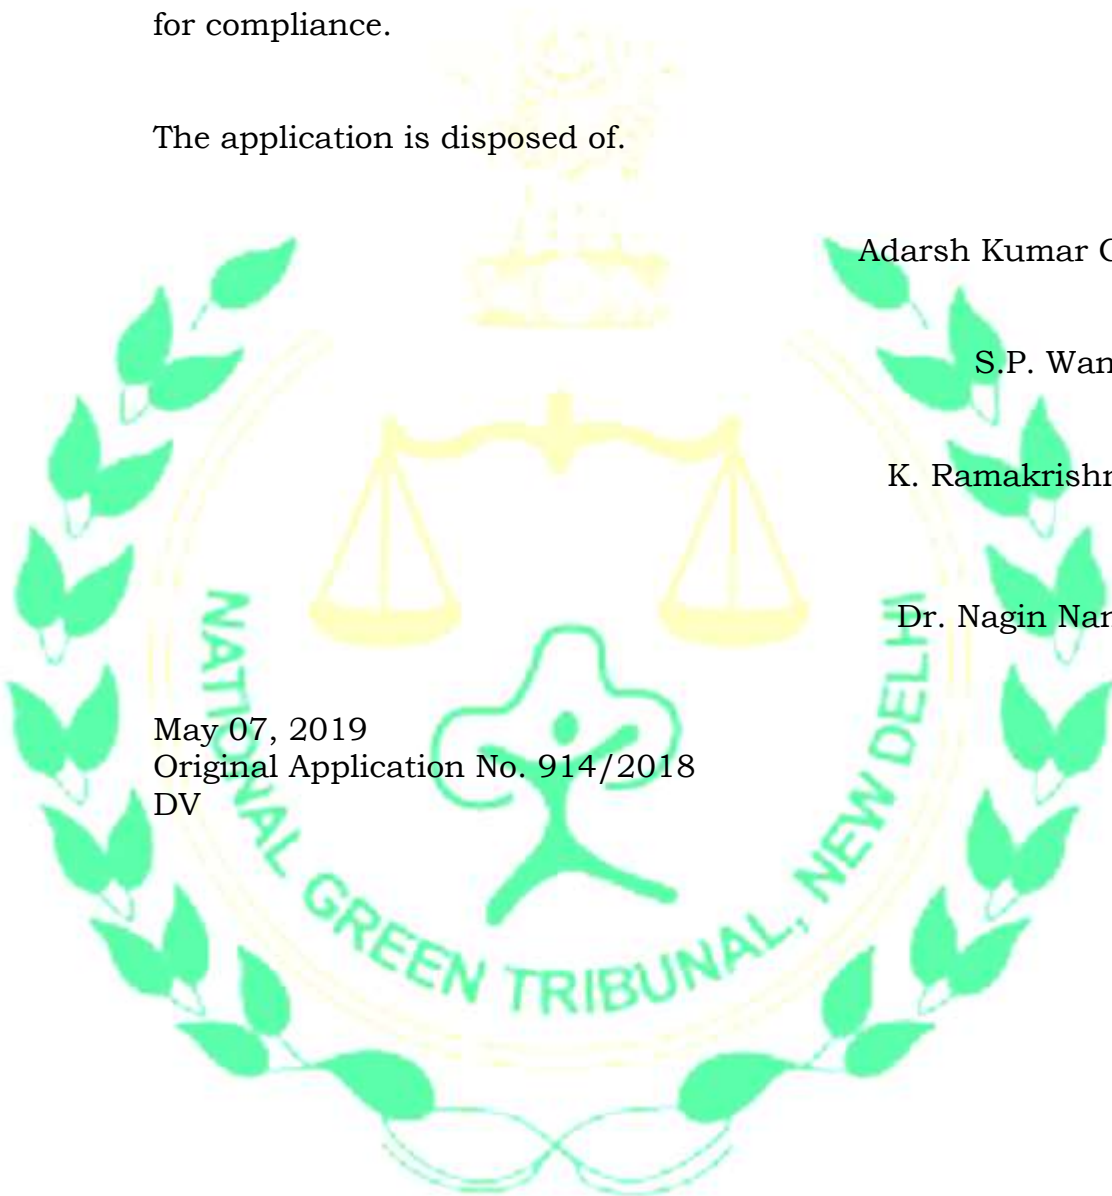 for compliance.
The application is disposed of.
Adarsh Kumar
S.P.
K.
Dr. Nagin
May 07, 2019
Original Application No. 914/2018
DV
NATIONAL GREEN TRIBUNAL, NEW DELHI